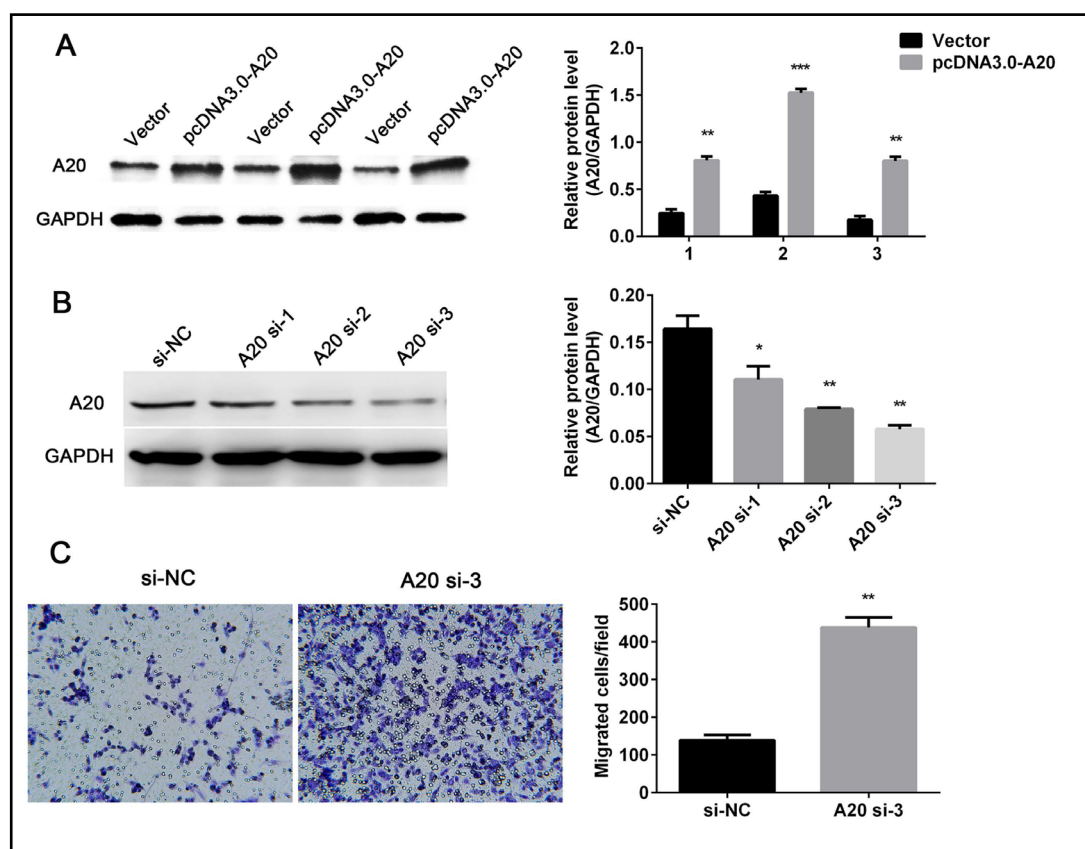 A
Vector
pcDNA3.0-A20
Vector
pcDNA3.0-A20
Vector
pcDNA3.0-A20
A20
GAPDH
Vector
pcDNA3.0-A20
Relative protein level
(A20/GAPDH)
2.0
1.5
1.0
0.5
0.0
**
***
**
1 2 3
B
si-NC
A20 si-1
A20 si-2
A20 si-3
A20
GAPDH
Relative protein level
(A20/GAPDH)
0.20
0.15
0.10
0.05
0.00
*
**
**
si-NC
A20 si-1
A20 si-2
A20 si-3
C
si-NC
A20 si-3
Migrated cells/field
500
400
300
200
100
0
**
si-NC
A20 si-3